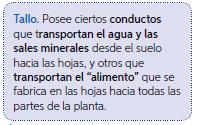 Tallo. Posee ciertos conductos
que transportan el agua y las
sales minerales desde el suelo
hacia las hojas, y otros que
transportan el “alimento” que se
fabrica en las hojas hacia todas las
partes de la planta.